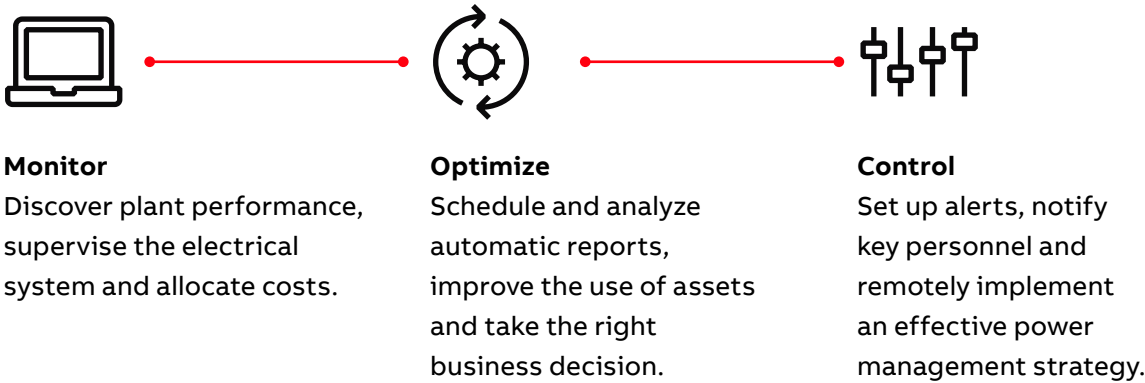 Monitor
Discover plant performance,
supervise the electrical
system and allocate costs.
Optimize
Schedule and analyze
automatic reports,
improve the use of assets
and take the right
business decision.
Control
Set up alerts, notify
key personnel and
remotely implement
an effective power
management strategy.